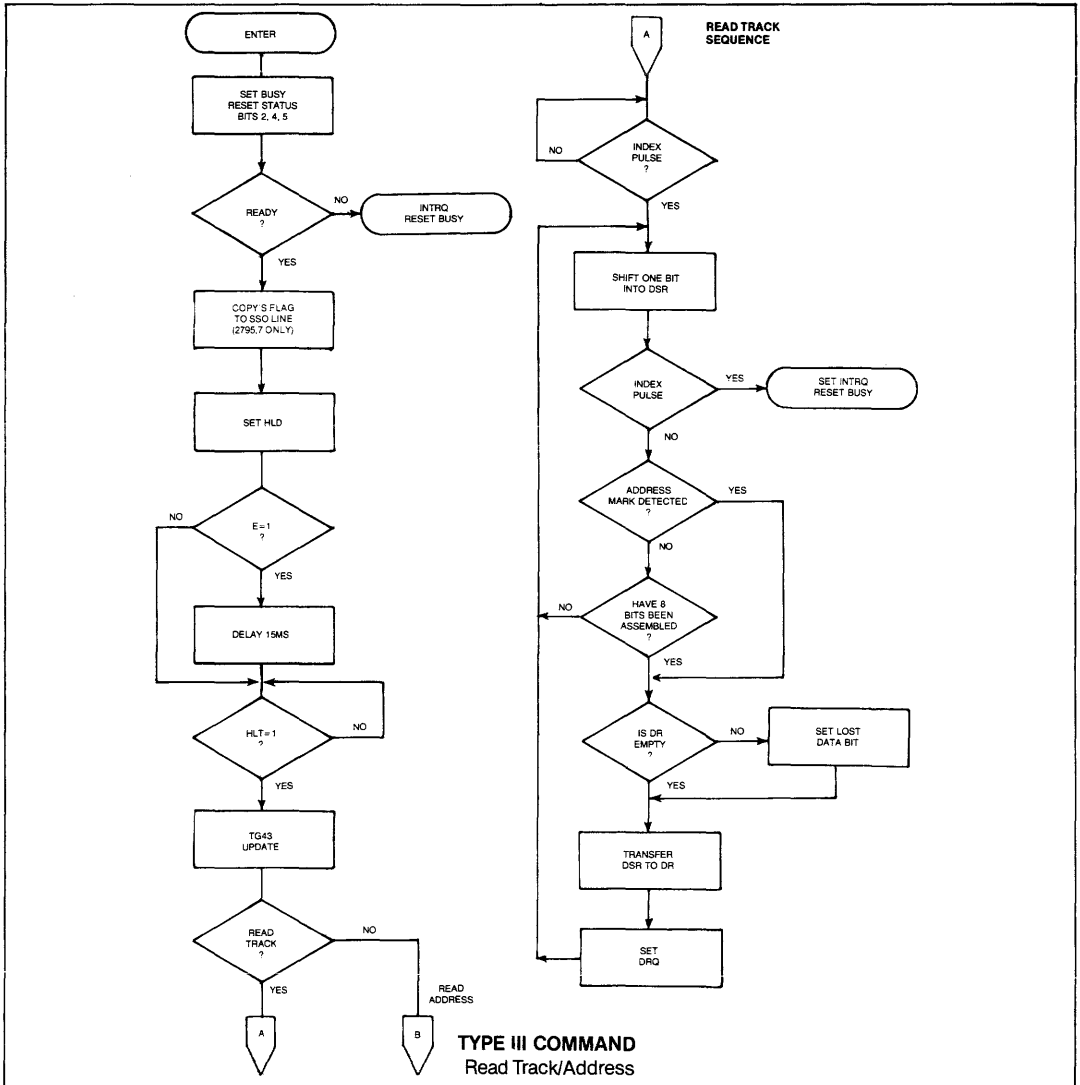 ENTER
SET BUSY
RESET STATUS
BITS 2, 4, 5
READY
?
NO
INTRQ
RESET BUSY
YES
COPY'S FLAG
TO SSO LINE
(2795,7 ONLY)
SET HLD
E=1
?
NO
YES
DELAY 15MS
HLT=1
?
NO
YES
TG43
UPDATE
READ
TRACK
?
NO
YES
READ
ADDRESS
A
B
A
READ TRACK
SEQUENCE
INDEX
PULSE
?
NO
YES
SHIFT ONE BIT
INTO DSR
INDEX
PULSE
YES
SET INTRQ
RESET BUSY
NO
ADDRESS
MARK DETECTED
?
YES
NO
HAVE 8
BITS BEEN
ASSEMBLED
?
NO
YES
IS DR
EMPTY
?
NO
SET LOST
DATA BIT
YES
TRANSFER
DSR TO DR
SET
DRQ
TYPE III COMMAND
Read Track/Address